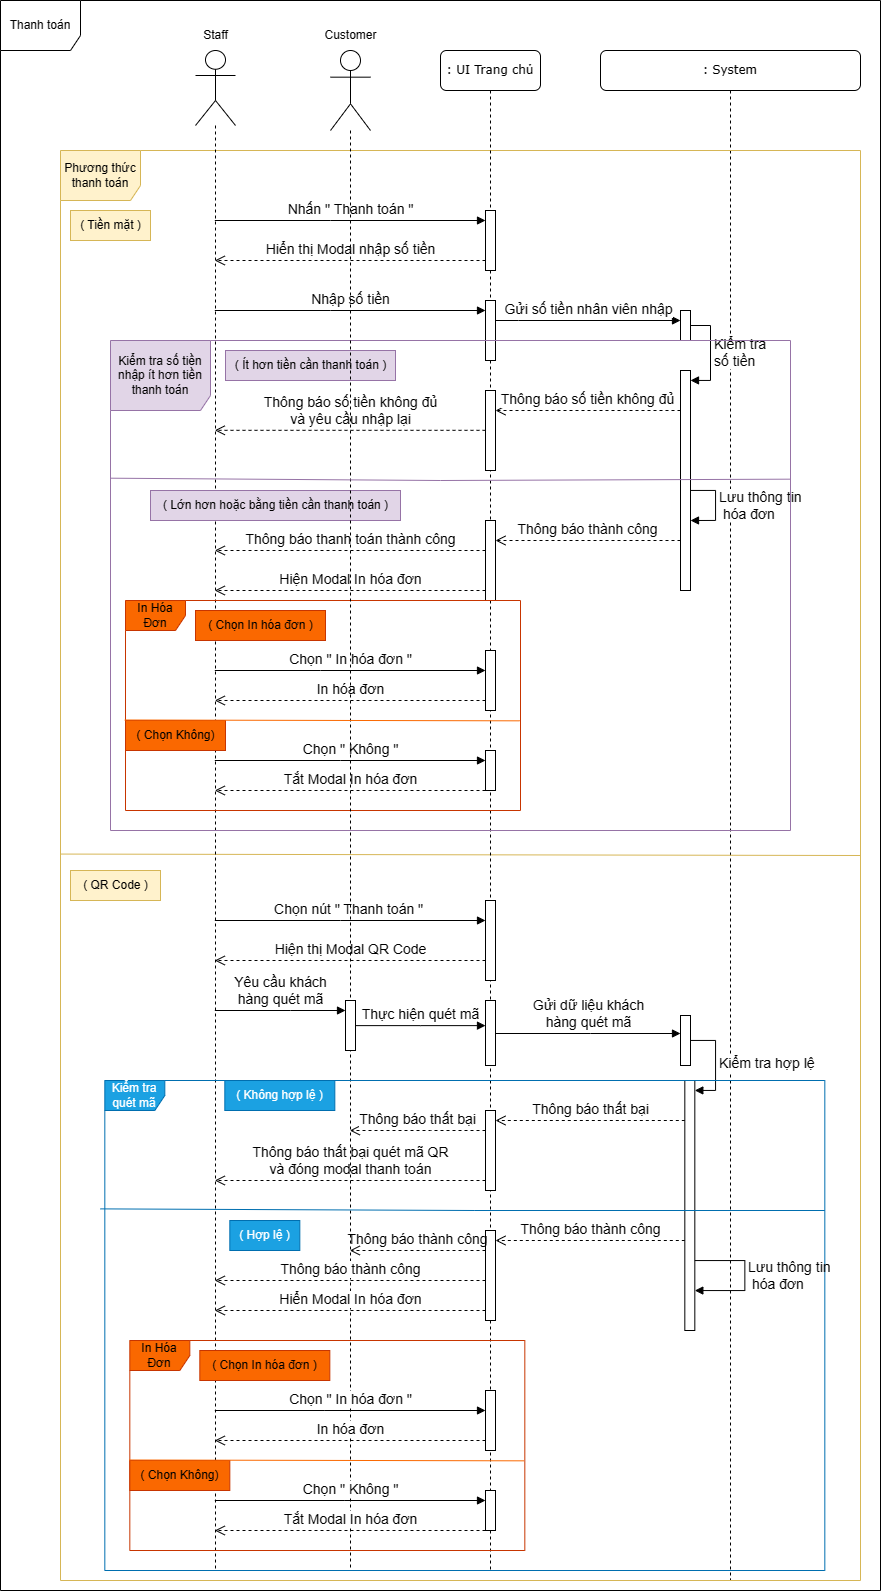 Thanh toán
Staff
Customer
: UI Trang chủ
: System
Phương thức
thanh toán
( Tiền mặt )
Nhấn " Thanh toán "
Hiển thị Modal nhập số tiền
Nhập số tiền
Gửi số tiền nhân viên nhập
Kiểm tra
số tiền
Kiểm tra số tiền
nhập ít hơn tiền
thanh toán
( Ít hơn tiền cần thanh toán )
Thông báo số tiền không đủ
Thông báo số tiền không đủ
và yêu cầu nhập lại
( Lớn hơn hoặc bằng tiền cần thanh toán )
Lưu thông tin
hóa đơn
Thông báo thành công
Thông báo thanh toán thành công
Hiện Modal In hóa đơn
In Hóa
Đơn
( Chọn In hóa đơn )
Chọn " In hóa đơn "
In hóa đơn
( Chọn Không)
Chọn " Không "
Tắt Modal In hóa đơn
( QR Code )
Chọn nút " Thanh toán "
Hiện thị Modal QR Code
Yêu cầu khách
hàng quét mã
Thực hiện quét mã
Gửi dữ liệu khách
hàng quét mã
Kiểm tra hợp lệ
Kiểm tra
quét mã
( Không hợp lệ )
Thông báo thất bại
Thông báo thất bại
Thông báo thất bại quét mã QR
và đóng modal thanh toán
( Hợp lệ )
Thông báo thành công
Thông báo thành công
Thông báo thành công
Lưu thông tin
hóa đơn
Hiển Modal In hóa đơn
In Hóa
Đơn
( Chọn In hóa đơn )
Chọn " In hóa đơn "
In hóa đơn
( Chọn Không)
Chọn " Không "
Tắt Modal In hóa đơn